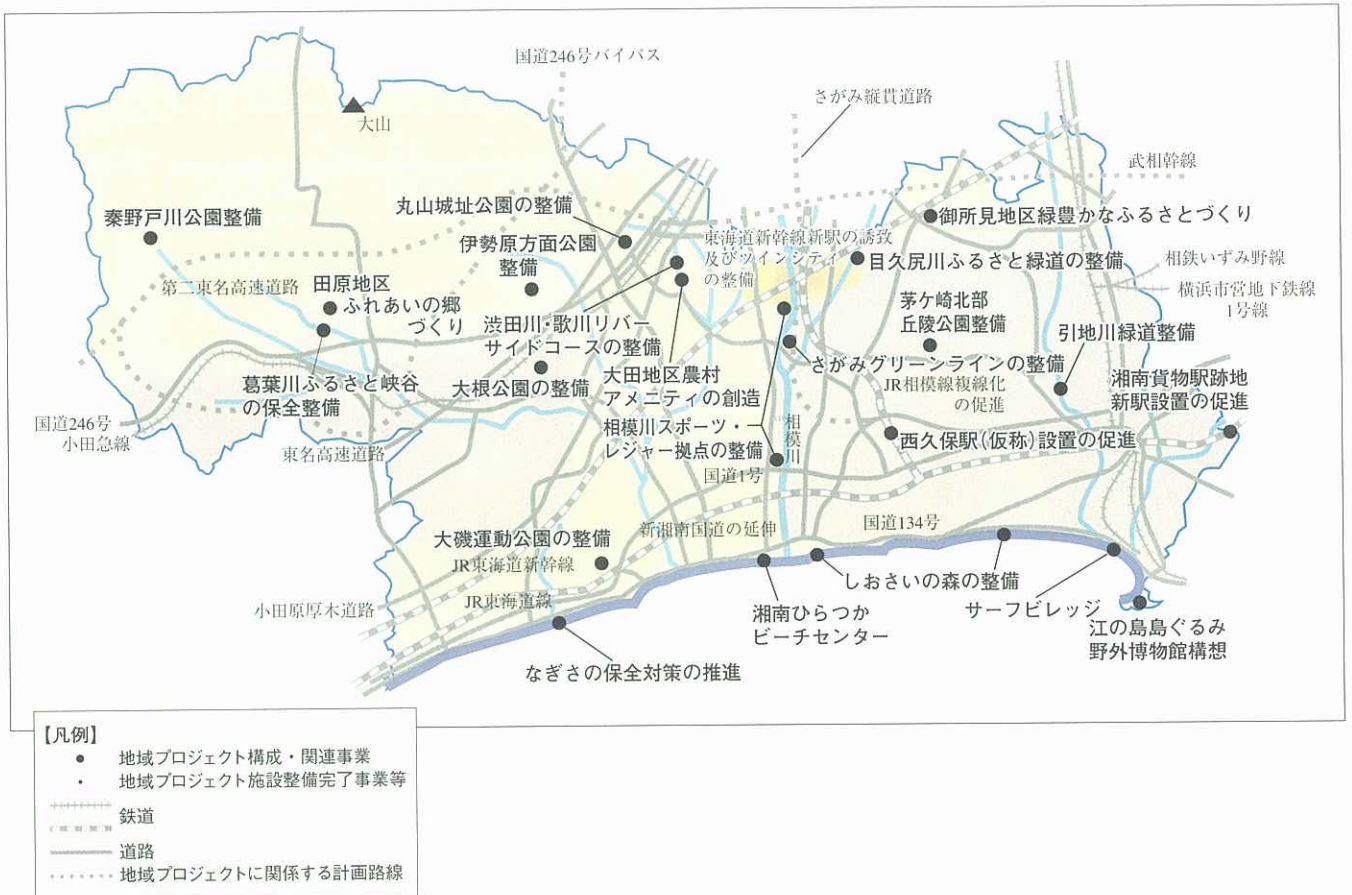 国道246号バイパス
さがみ縦貫道路
大山
武相幹線
秦野戸川公園整備
丸山城址公園の整備
御所見地区緑豊かなふるさとづくり
伊勢原方面公園
整備
東海道新幹線新駅の誘致
及びツインシティ
の整備
目久尻川ふるさと緑道の整備
相鉄いずみ野線
横浜市営地下鉄線
1号線
第二東名高速道路
田原地区
ふれあいの郷
づくり
渋田川・歌川リバー
サイドコースの整備
茅ケ崎北部
丘陵公園整備
引地川緑道整備
さがみグリーンラインの整備
葛葉川ふるさと峡谷
の保全整備
大根公園の整備
大田地区農村
アメニティの創造
JR相模線複線化
の促進
湘南貨物駅跡地
新駅設置の促進
国道246号
小田急線
東名高速道路
相模川スポーツ・
レジャー拠点の整備
相模川
西久保駅(仮称)設置の促進
国道1号
大磯運動公園の整備
新湘南国道の延伸
国道134号
JR東海道新幹線
しおさいの森の整備
小田原厚木道路
JR東海道線
湘南ひらつか
ビーチセンター
サーフビレッジ
江の島島ぐるみ
野外博物館構想
なぎさの保全対策の推進
【凡例】
地域プロジェクト構成・関連事業
地域プロジェクト施設整備完了事業等
鉄道
道路
地域プロジェクトに関係する計画路線